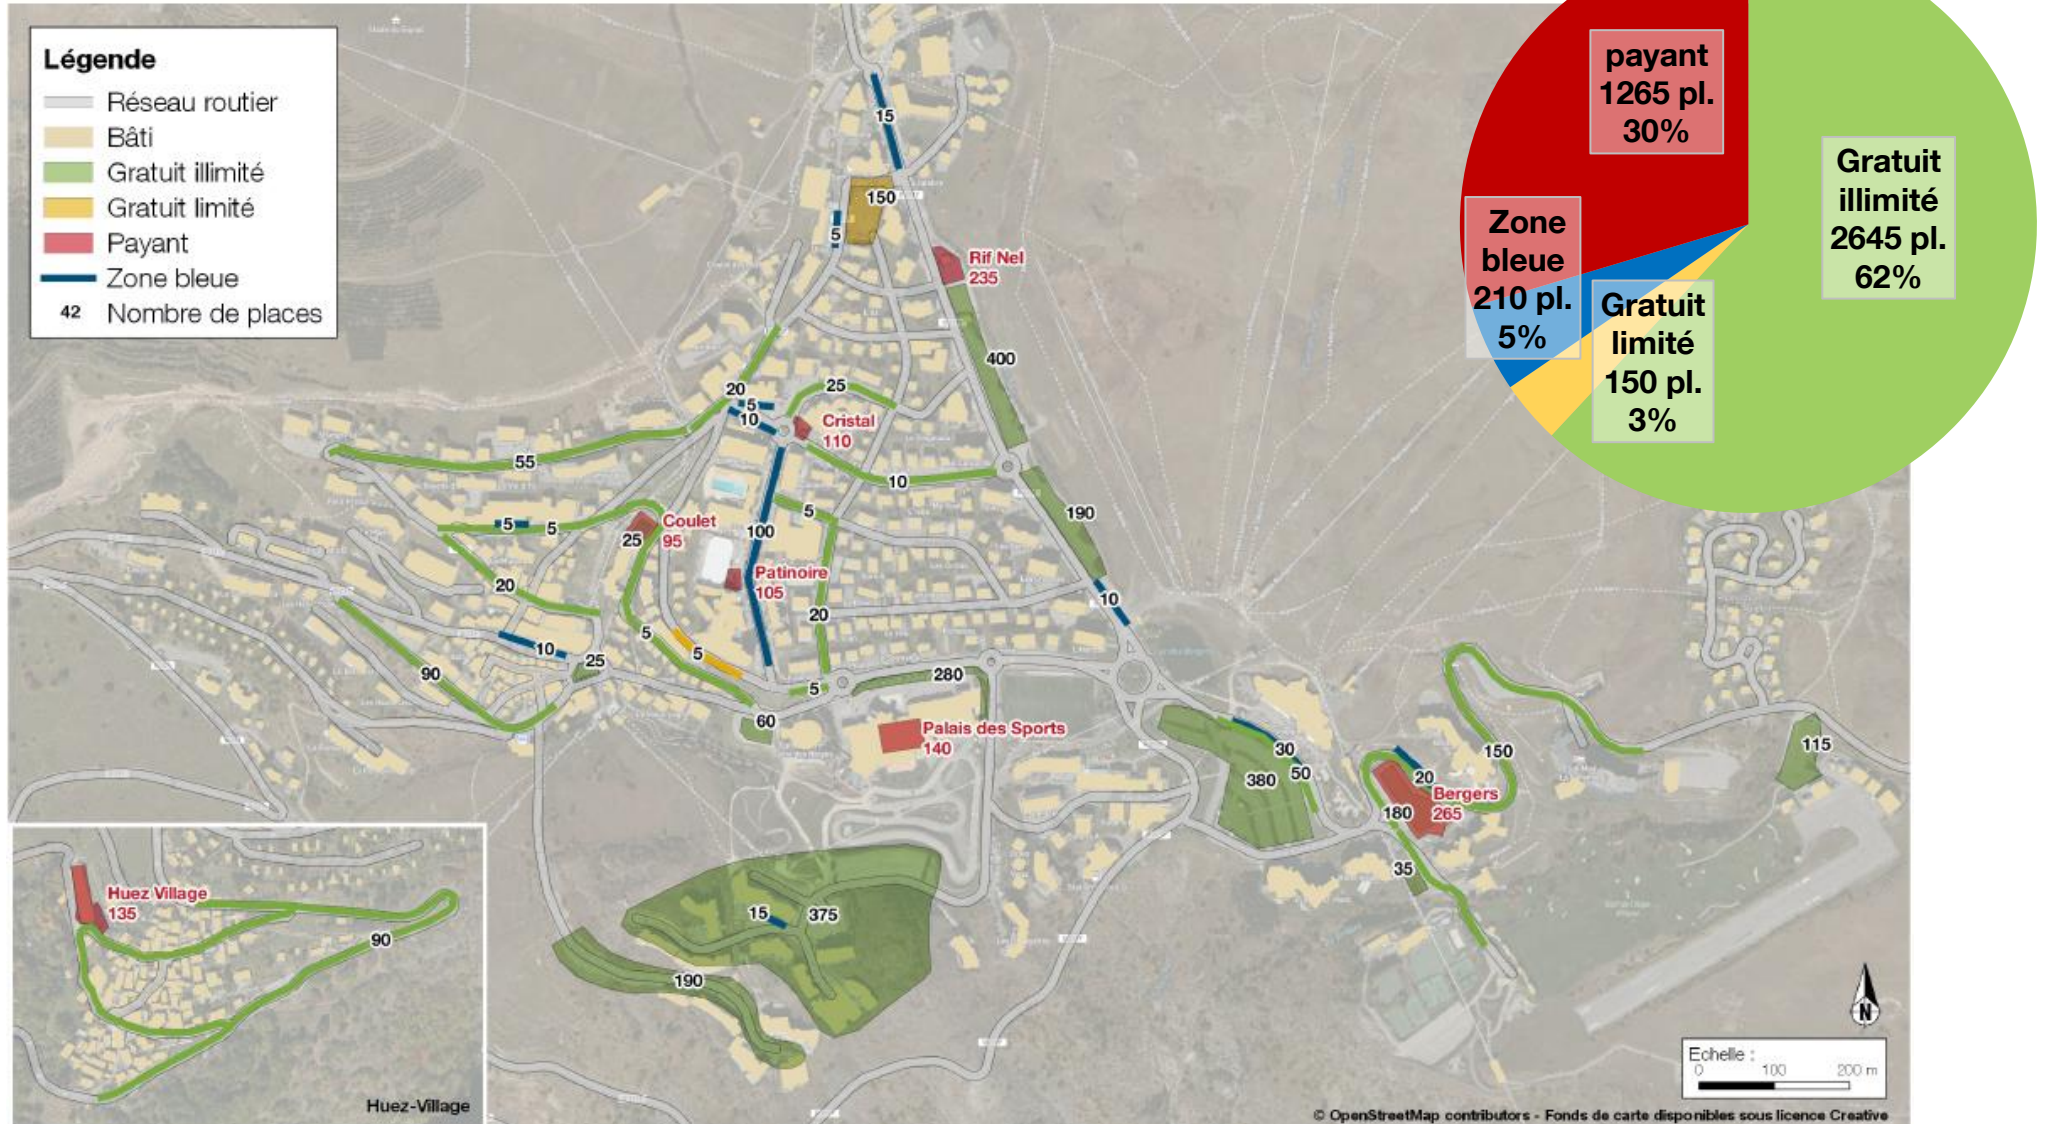 Légende
Réseau routier
Bâti
Gratuit illimité
Gratuit limité
Payant
Zone bleue
42 Nombre de places
payant
1265 pl.
30%
Gratuit
illimité
2645 pl.
62%
Zone
bleue
210 pl.
5%
Gratuit
limité
150 pl.
3%
15
150
5
Rif Nel
235
400
20
25
5
10
Cristal
110
55
10
190
5
5
5
Coulet
95
25
100
Patinoire
105
20
20
10
5
5
10
25
90
5
280
60
Palais des Sports
140
30
380
50
150
115
20
Bergers
265
180
35
15
375
190
Huez Village
135
90
Huez-Village
N
Echelle :
0 100 200 m
© OpenStreetMap contributors - Fonds de carte disponibles sous licence Creative